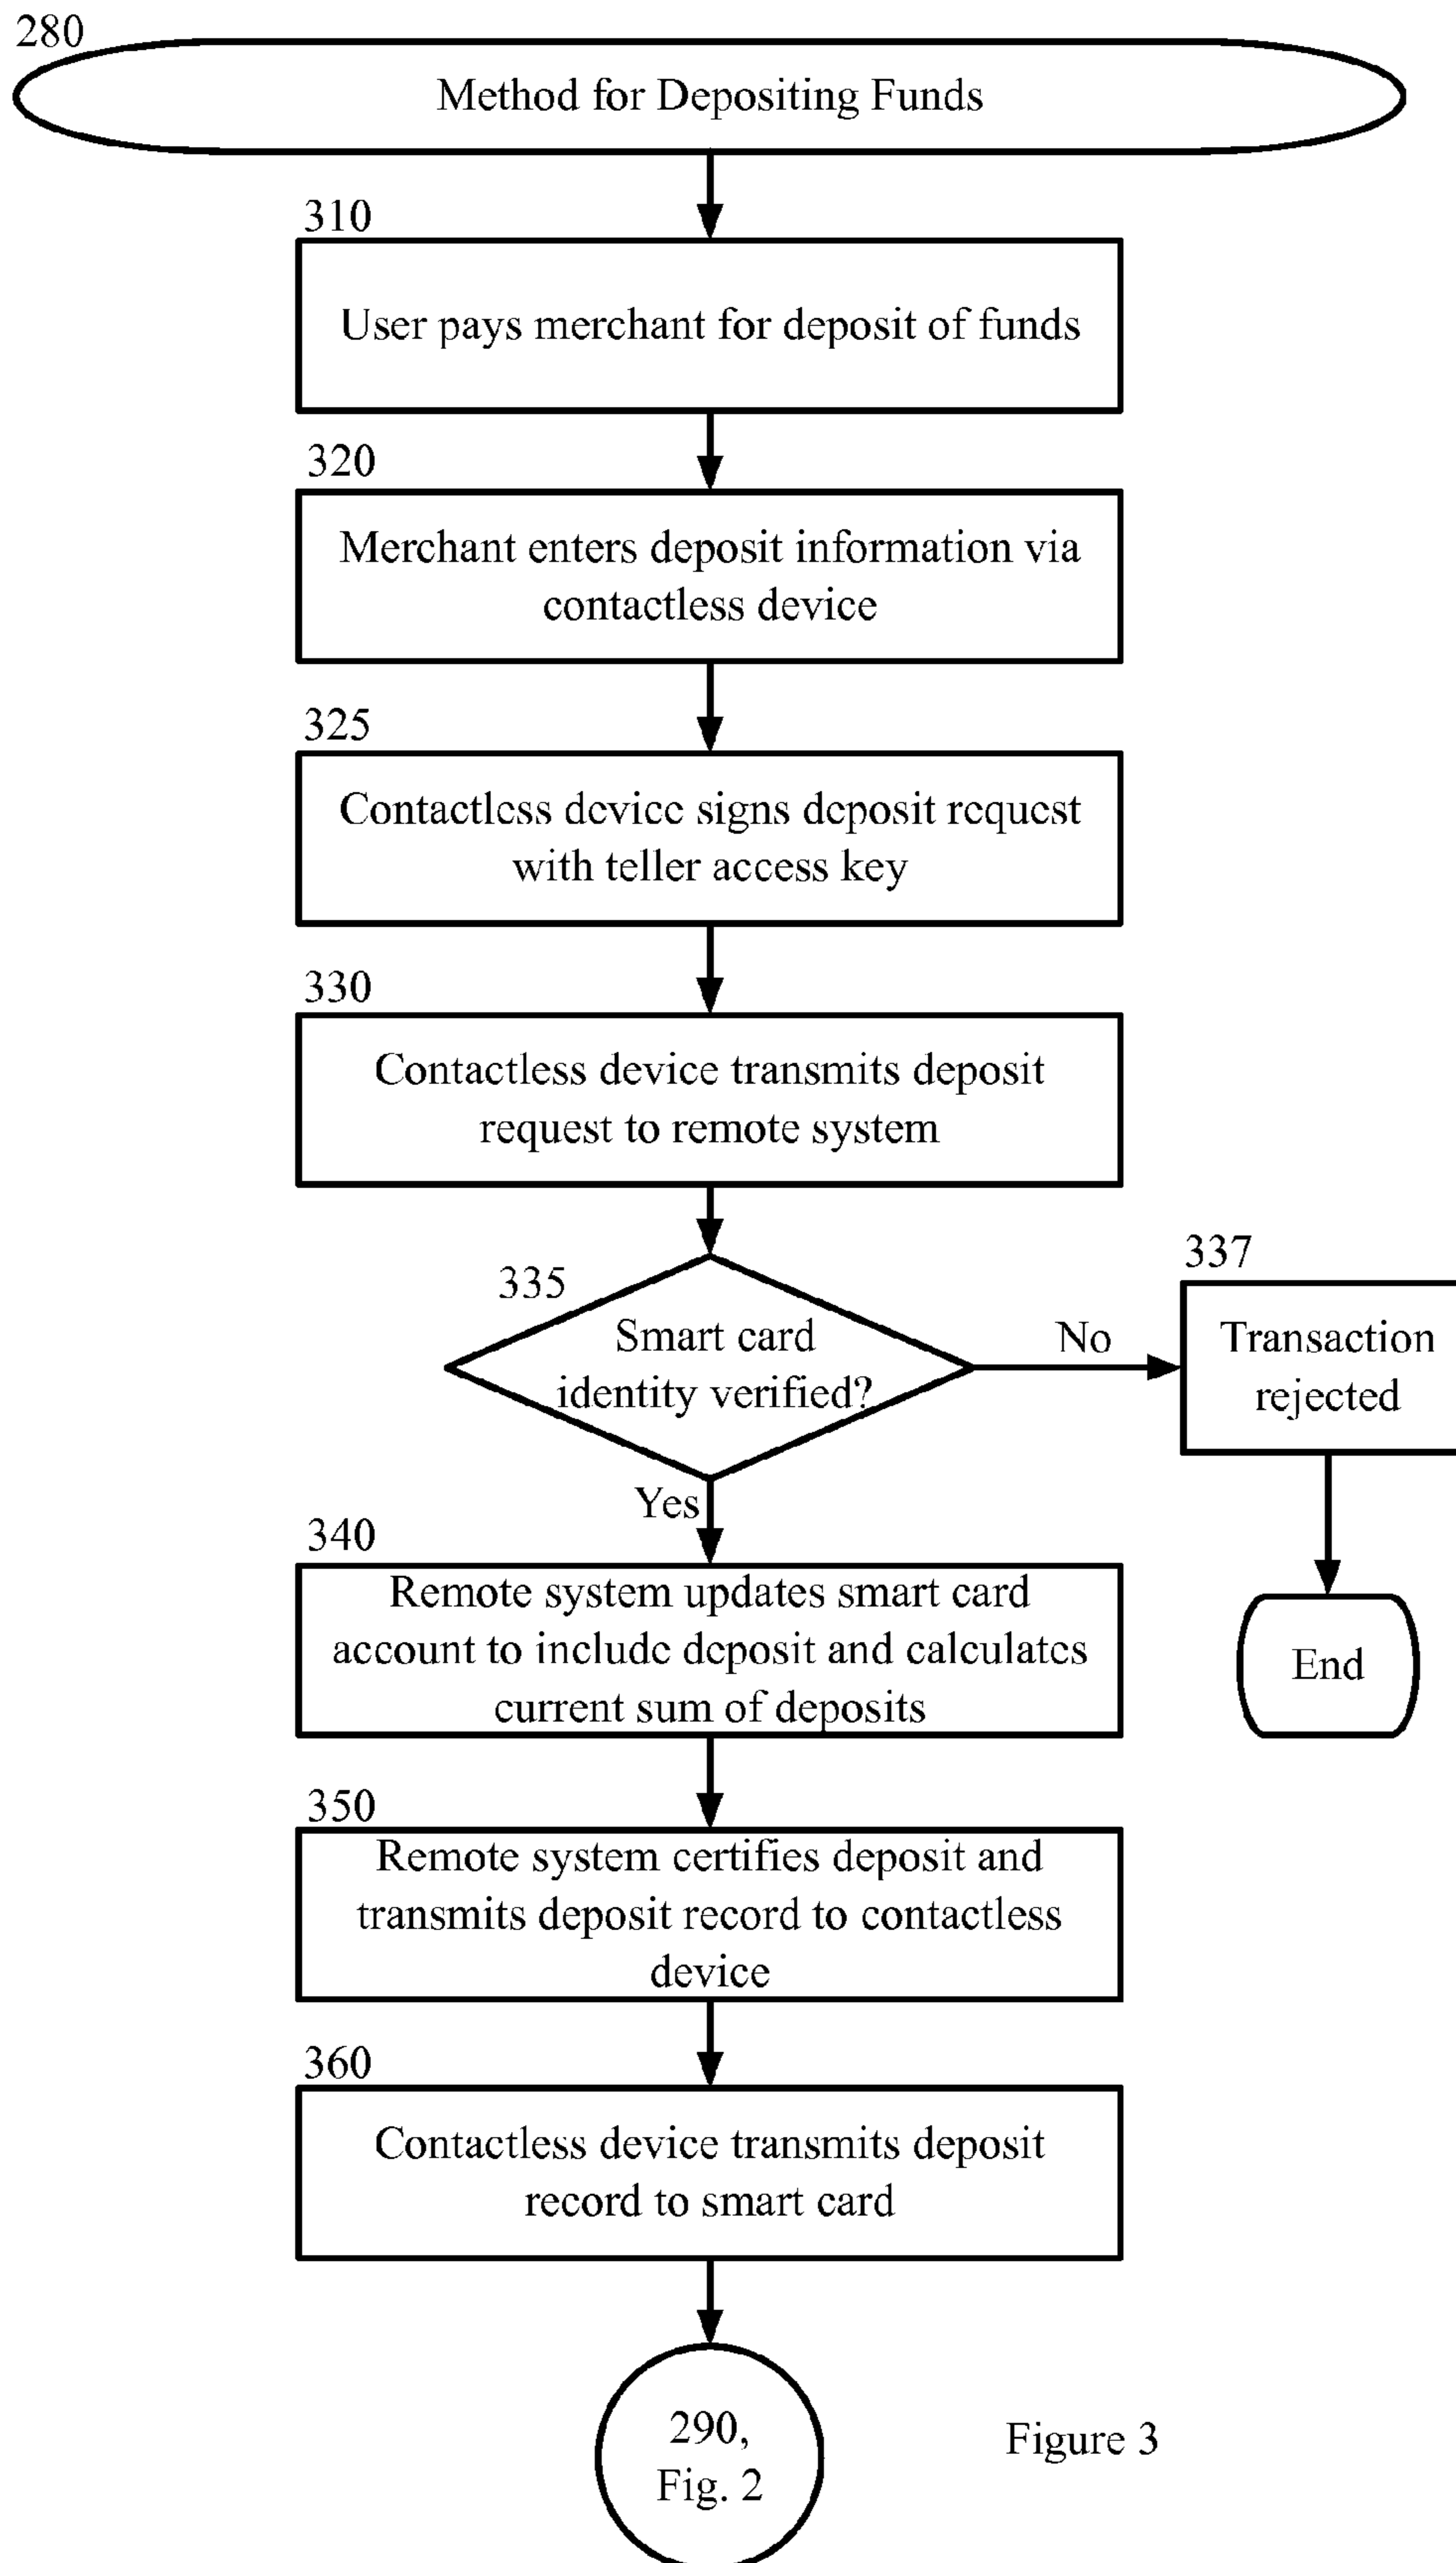 280
Method for Depositing Funds
310
User pays merchant for deposit of funds
320
Merchant enters deposit information via
contactless device
325
Contactless device signs deposit request
with teller access key
330
Contactless device transmits deposit
request to remote system
335
Smart card
identity verified?
No
337
Transaction
rejected
End
Yes
340
Remote system updates smart card
account to include deposit and calculates
current sum of deposits
350
Remote system certifies deposit and
transmits deposit record to contactless
device
360
Contactless device transmits deposit
record to smart card
290,
Fig. 2
Figure 3